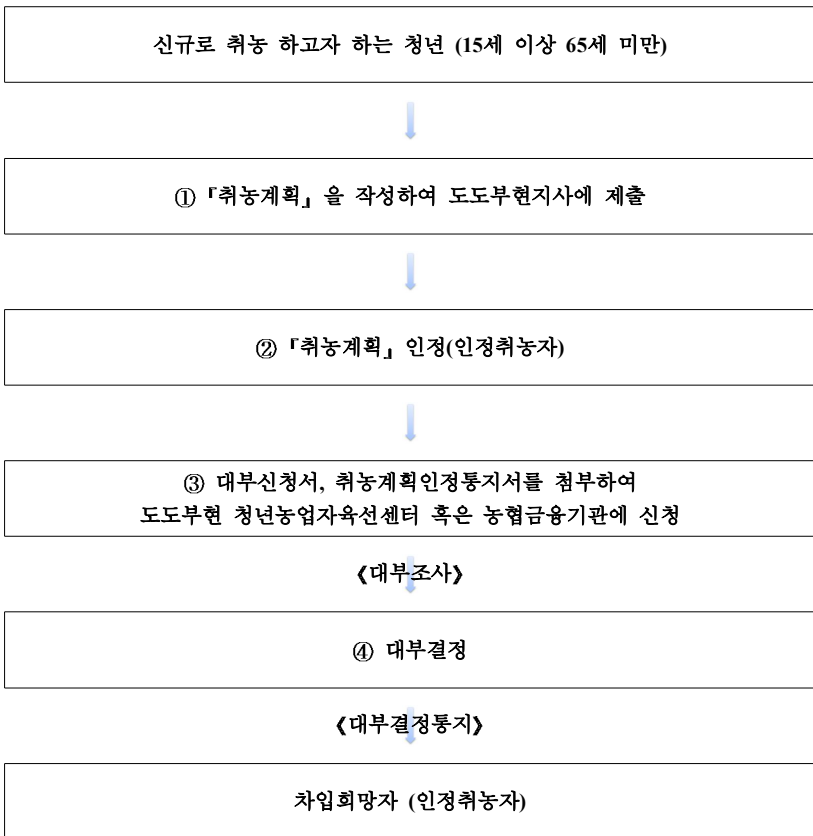 신규로 취농 하고자 하는 청년 (15세 이상 65세 미만)
① 『취농계획』 을 작성하여 도도부현지사에 제출
② 『취농계획』 인정(인정취농자)
③ 대부신청서, 취농계획인정통지서를 첨부하여
도도부현 청년농업자육선센터 혹은 농협금융기관에 신청
《대부조사》
④ 대부결정
《대부결정통지》
차입희망자 (인정취농자)